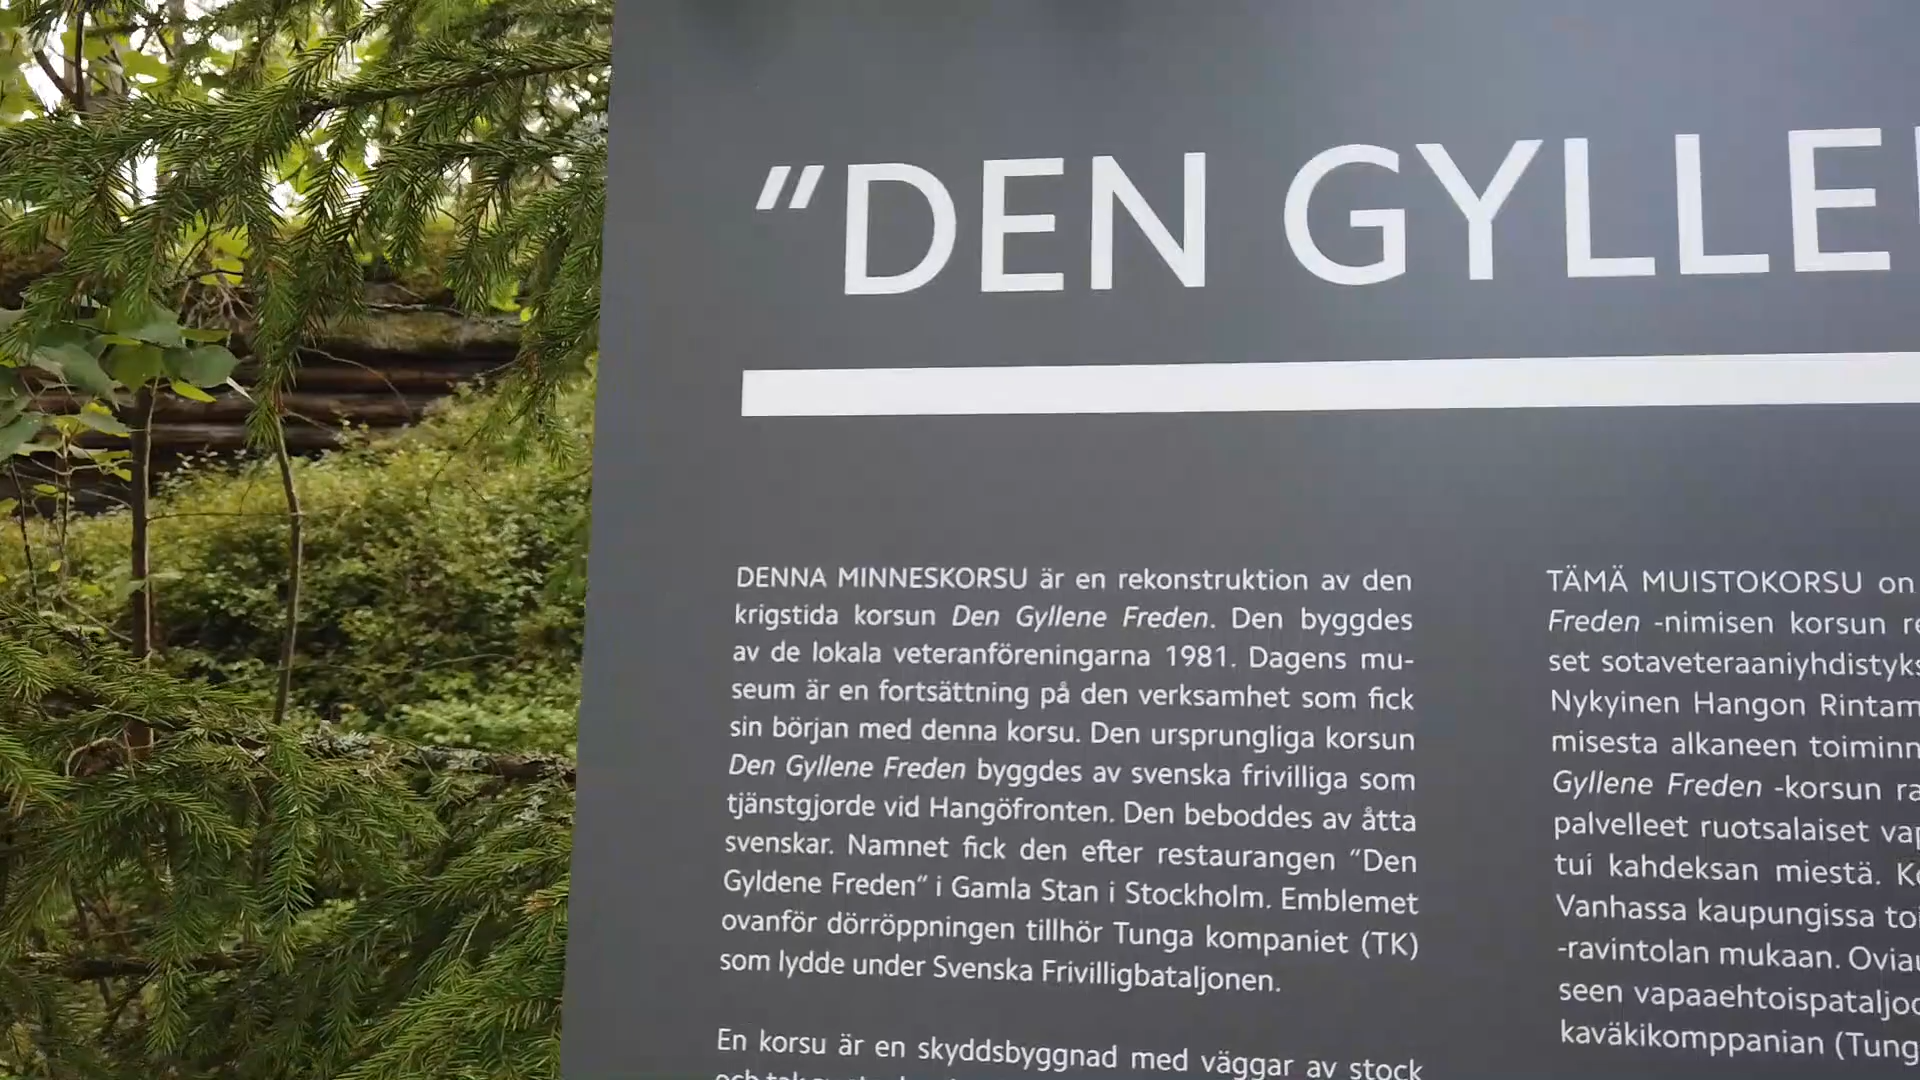 "DEN GYLLE
DENNA MINNESKORSU är en rekonstruktion av den
krigstida korsun Den Gyllene Freden. Den byggdes
av de lokala veteranföreningarna 1981. Dagens mu-
seum är en fortsättning på den verksamhet som fick
sin början med denna korsu. Den ursprungliga korsun
Den Gyllene Freden byggdes av svenska frivilliga som
tjänstgjorde vid Hangöfronten. Den beboddes av åtta
svenskar. Namnet fick den efter restaurangen "Den
Gyldene Freden" i Gamla Stan i Stockholm. Emblemet
ovanför dörröppningen tillhör Tunga kompaniet (TK)
som lydde under Svenska Frivilligbataljonen.
En korsu är en skyddsbyggnad med väggar av stock
och tak
TÄMÄ MUISTOKORSU on
Freden -nimisen korsun
set sotaveteraaniyhdistyks
Nykyinen Hangon Rintam
misesta alkaneen toiminn
Gyllene Freden -korsun ra
palvelleet ruotsalaiset vap
tui kahdeksan miestä.
Vanhassa kaupungissa toi
-ravintolan mukaan. Oviau
seen vapaaehtoispataljoo
kaväkikomppanian (Tung